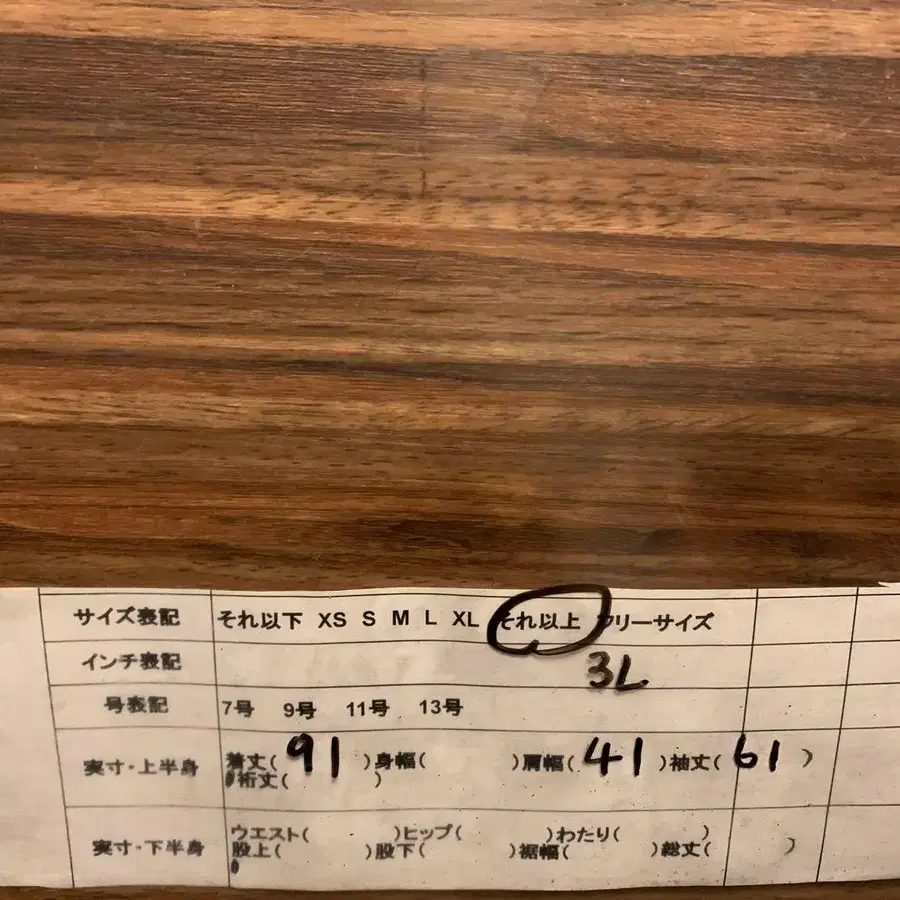 サイズ表記 それ以下 XS S M L XL それ以上 フリーサイズ
インチ表記 3L
号表記 7号 9号 11号 13号
実寸・上半身 着丈( 91 )身幅( )肩幅( 41 )袖丈( 61 )
裄丈( )
実寸・下半身 ウエスト( )ヒップ( )わたり( )
股上( )股下( )裾幅( )総丈( )